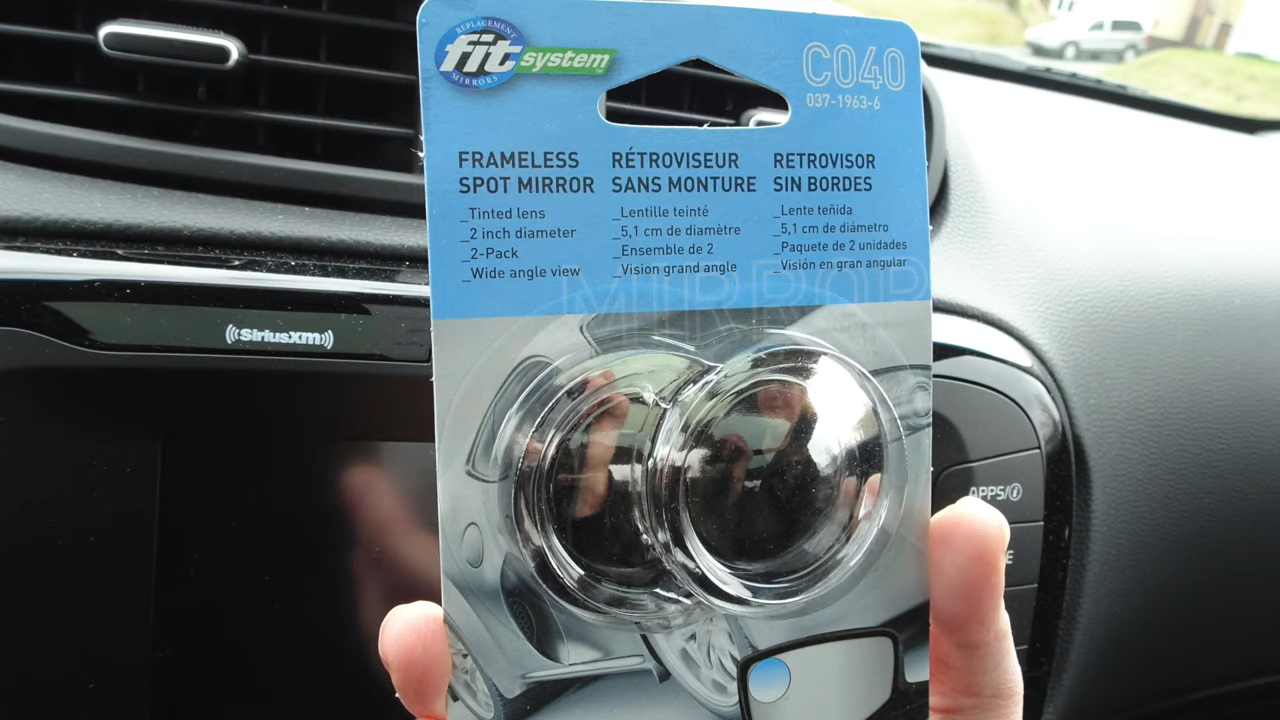 REPLACEMENT
fit system™
MIRRORS
C040
037-1963-6
FRAMELESS
SPOT MIRROR
_Tinted lens
_2 inch diameter
_2-Pack
_Wide angle view
RÉTROVISEUR
SANS MONTURE
_Lentille teinté
_5,1 cm de diamètre
_Ensemble de 2
_Vision grand angle
RETROVISOR
SIN BORDES
_Lente teñida
_5,1 cm de diámetro
_Paquete de 2 unidades
_Visión en gran angular
MIRROR
((SiriusXM))
APPS/i
E